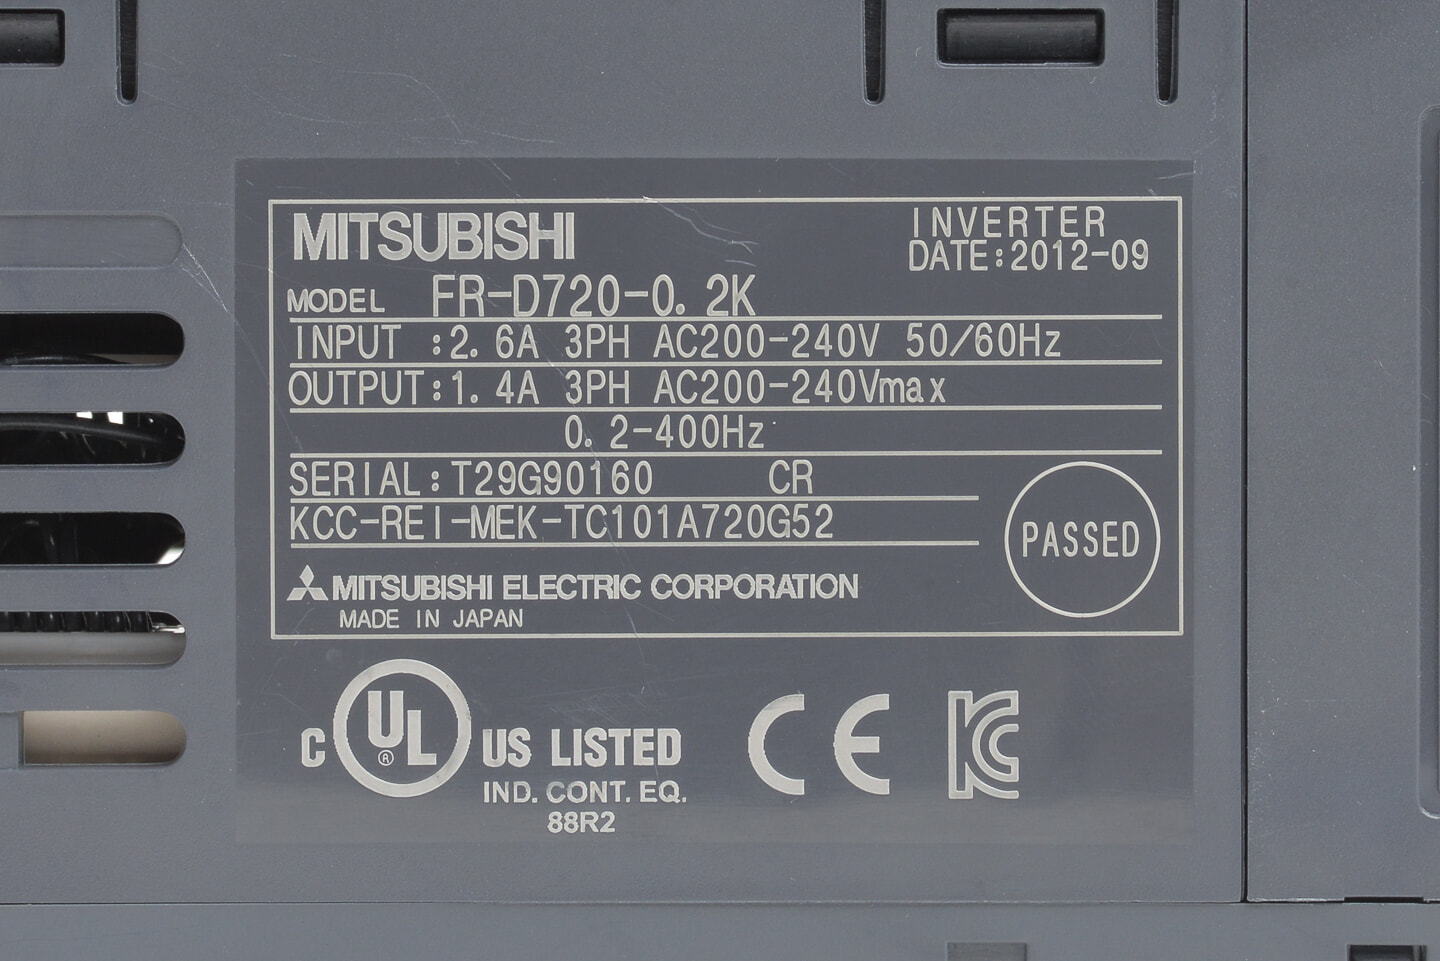 MITSUBISHI
INVERTER
DATE:2012-09
MODEL FR-D720-0.2K
INPUT :2.6A 3PH AC200-240V 50/60Hz
OUTPUT:1.4A 3PH AC200-240Vmax
0.2-400Hz
SERIAL:T29G90160 CR
KCC-REI-MEK-TC101A720G52
PASSED
MITSUBISHI ELECTRIC CORPORATION
MADE IN JAPAN
C UL ® US LISTED
IND. CONT. EQ.
88R2
CE KC